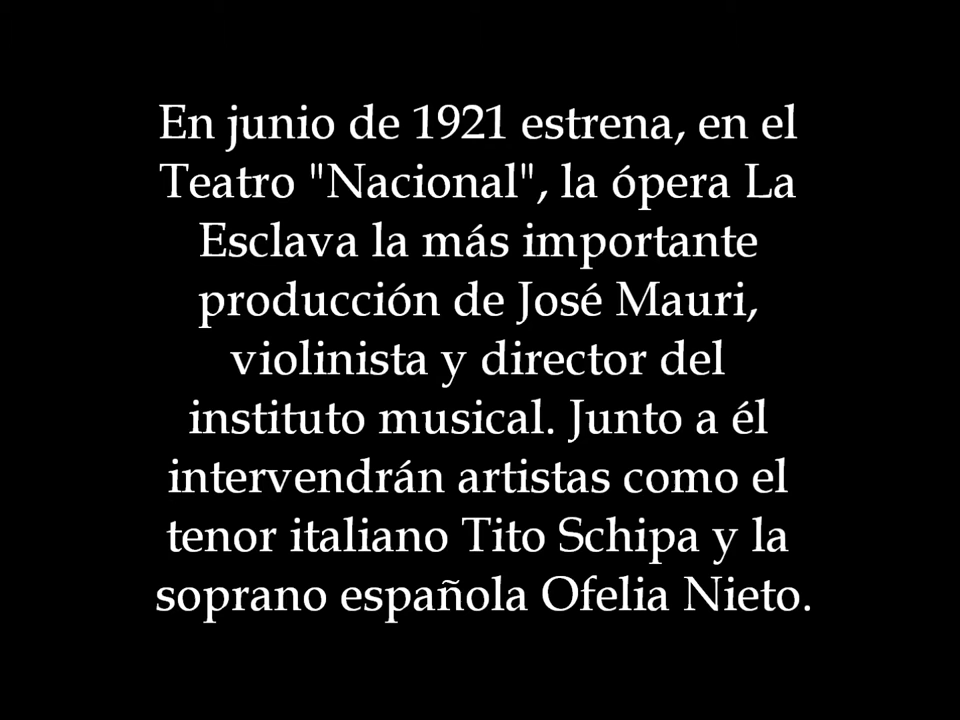 En junio de 1921 estrena, en el
Teatro "Nacional", la ópera La
Esclava la más importante
producción de José Mauri,
violinista y director del
instituto musical. Junto a él
intervendrán artistas como el
tenor italiano Tito Schipa y la
soprano española Ofelia Nieto.